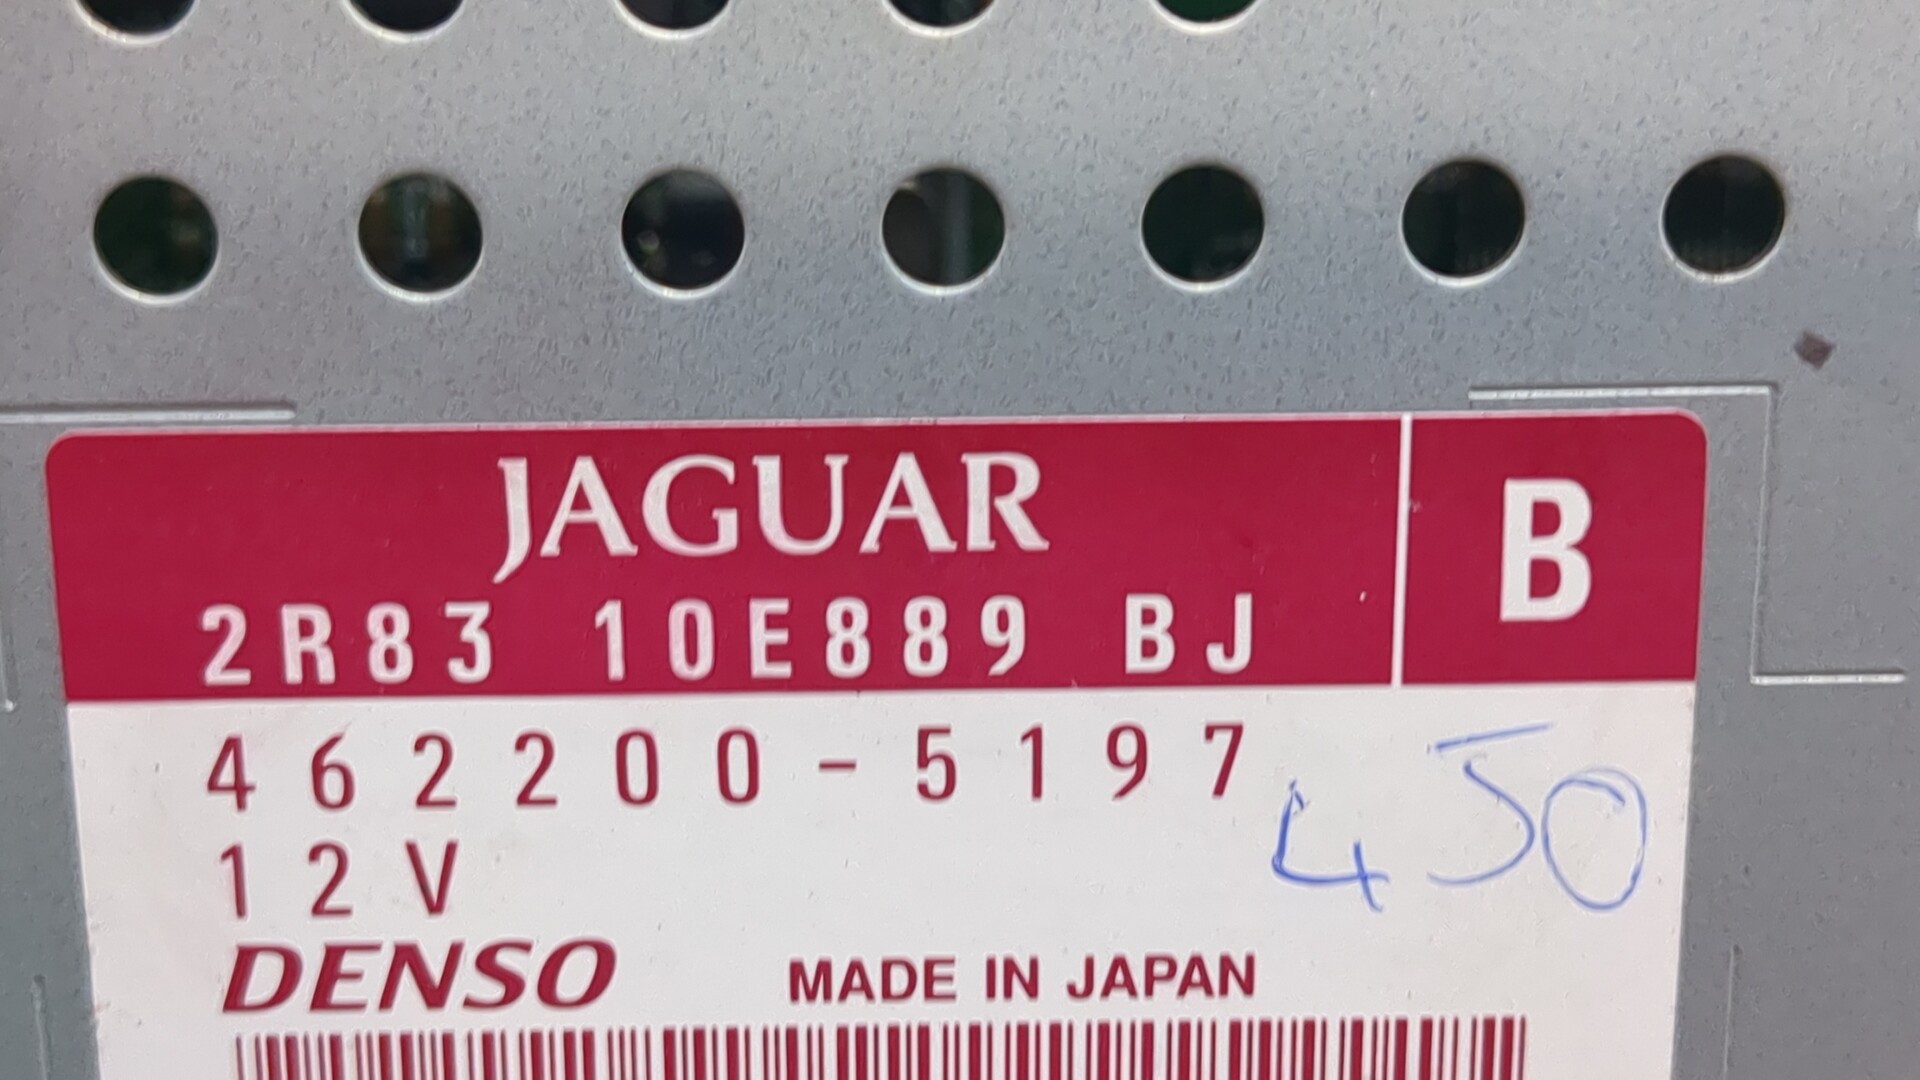 JAGUAR
B
2R83 10E889 BJ
462200-5197
450
12V
DENSO MADE IN JAPAN